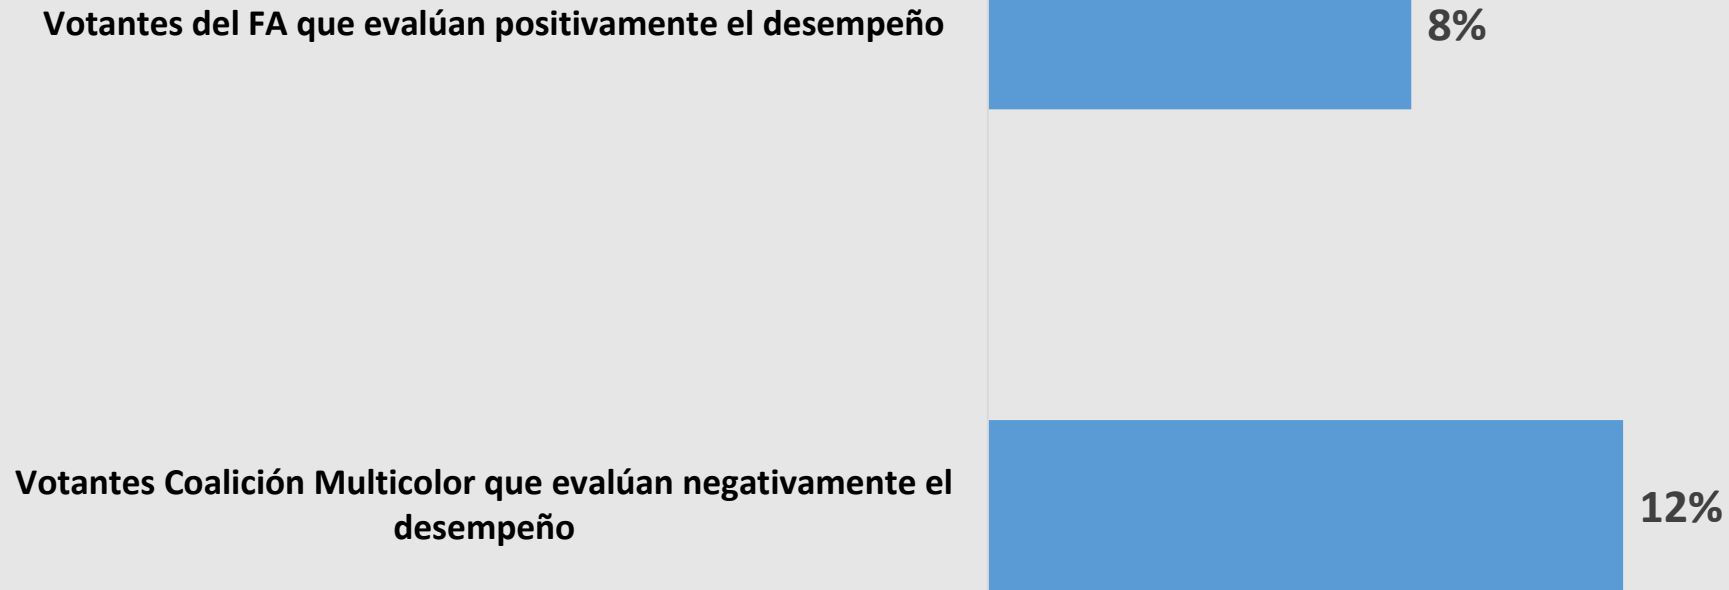 Votantes del FA que evalúan positivamente el desempeño
8%
Votantes Coalición Multicolor que evalúan negativamente el
desempeño
12%